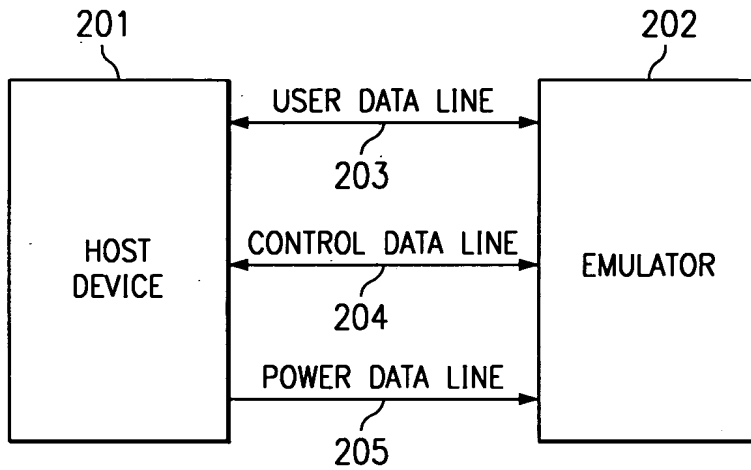 201
202
USER DATA LINE
203
HOST
DEVICE
CONTROL DATA LINE
204
EMULATOR
POWER DATA LINE
205